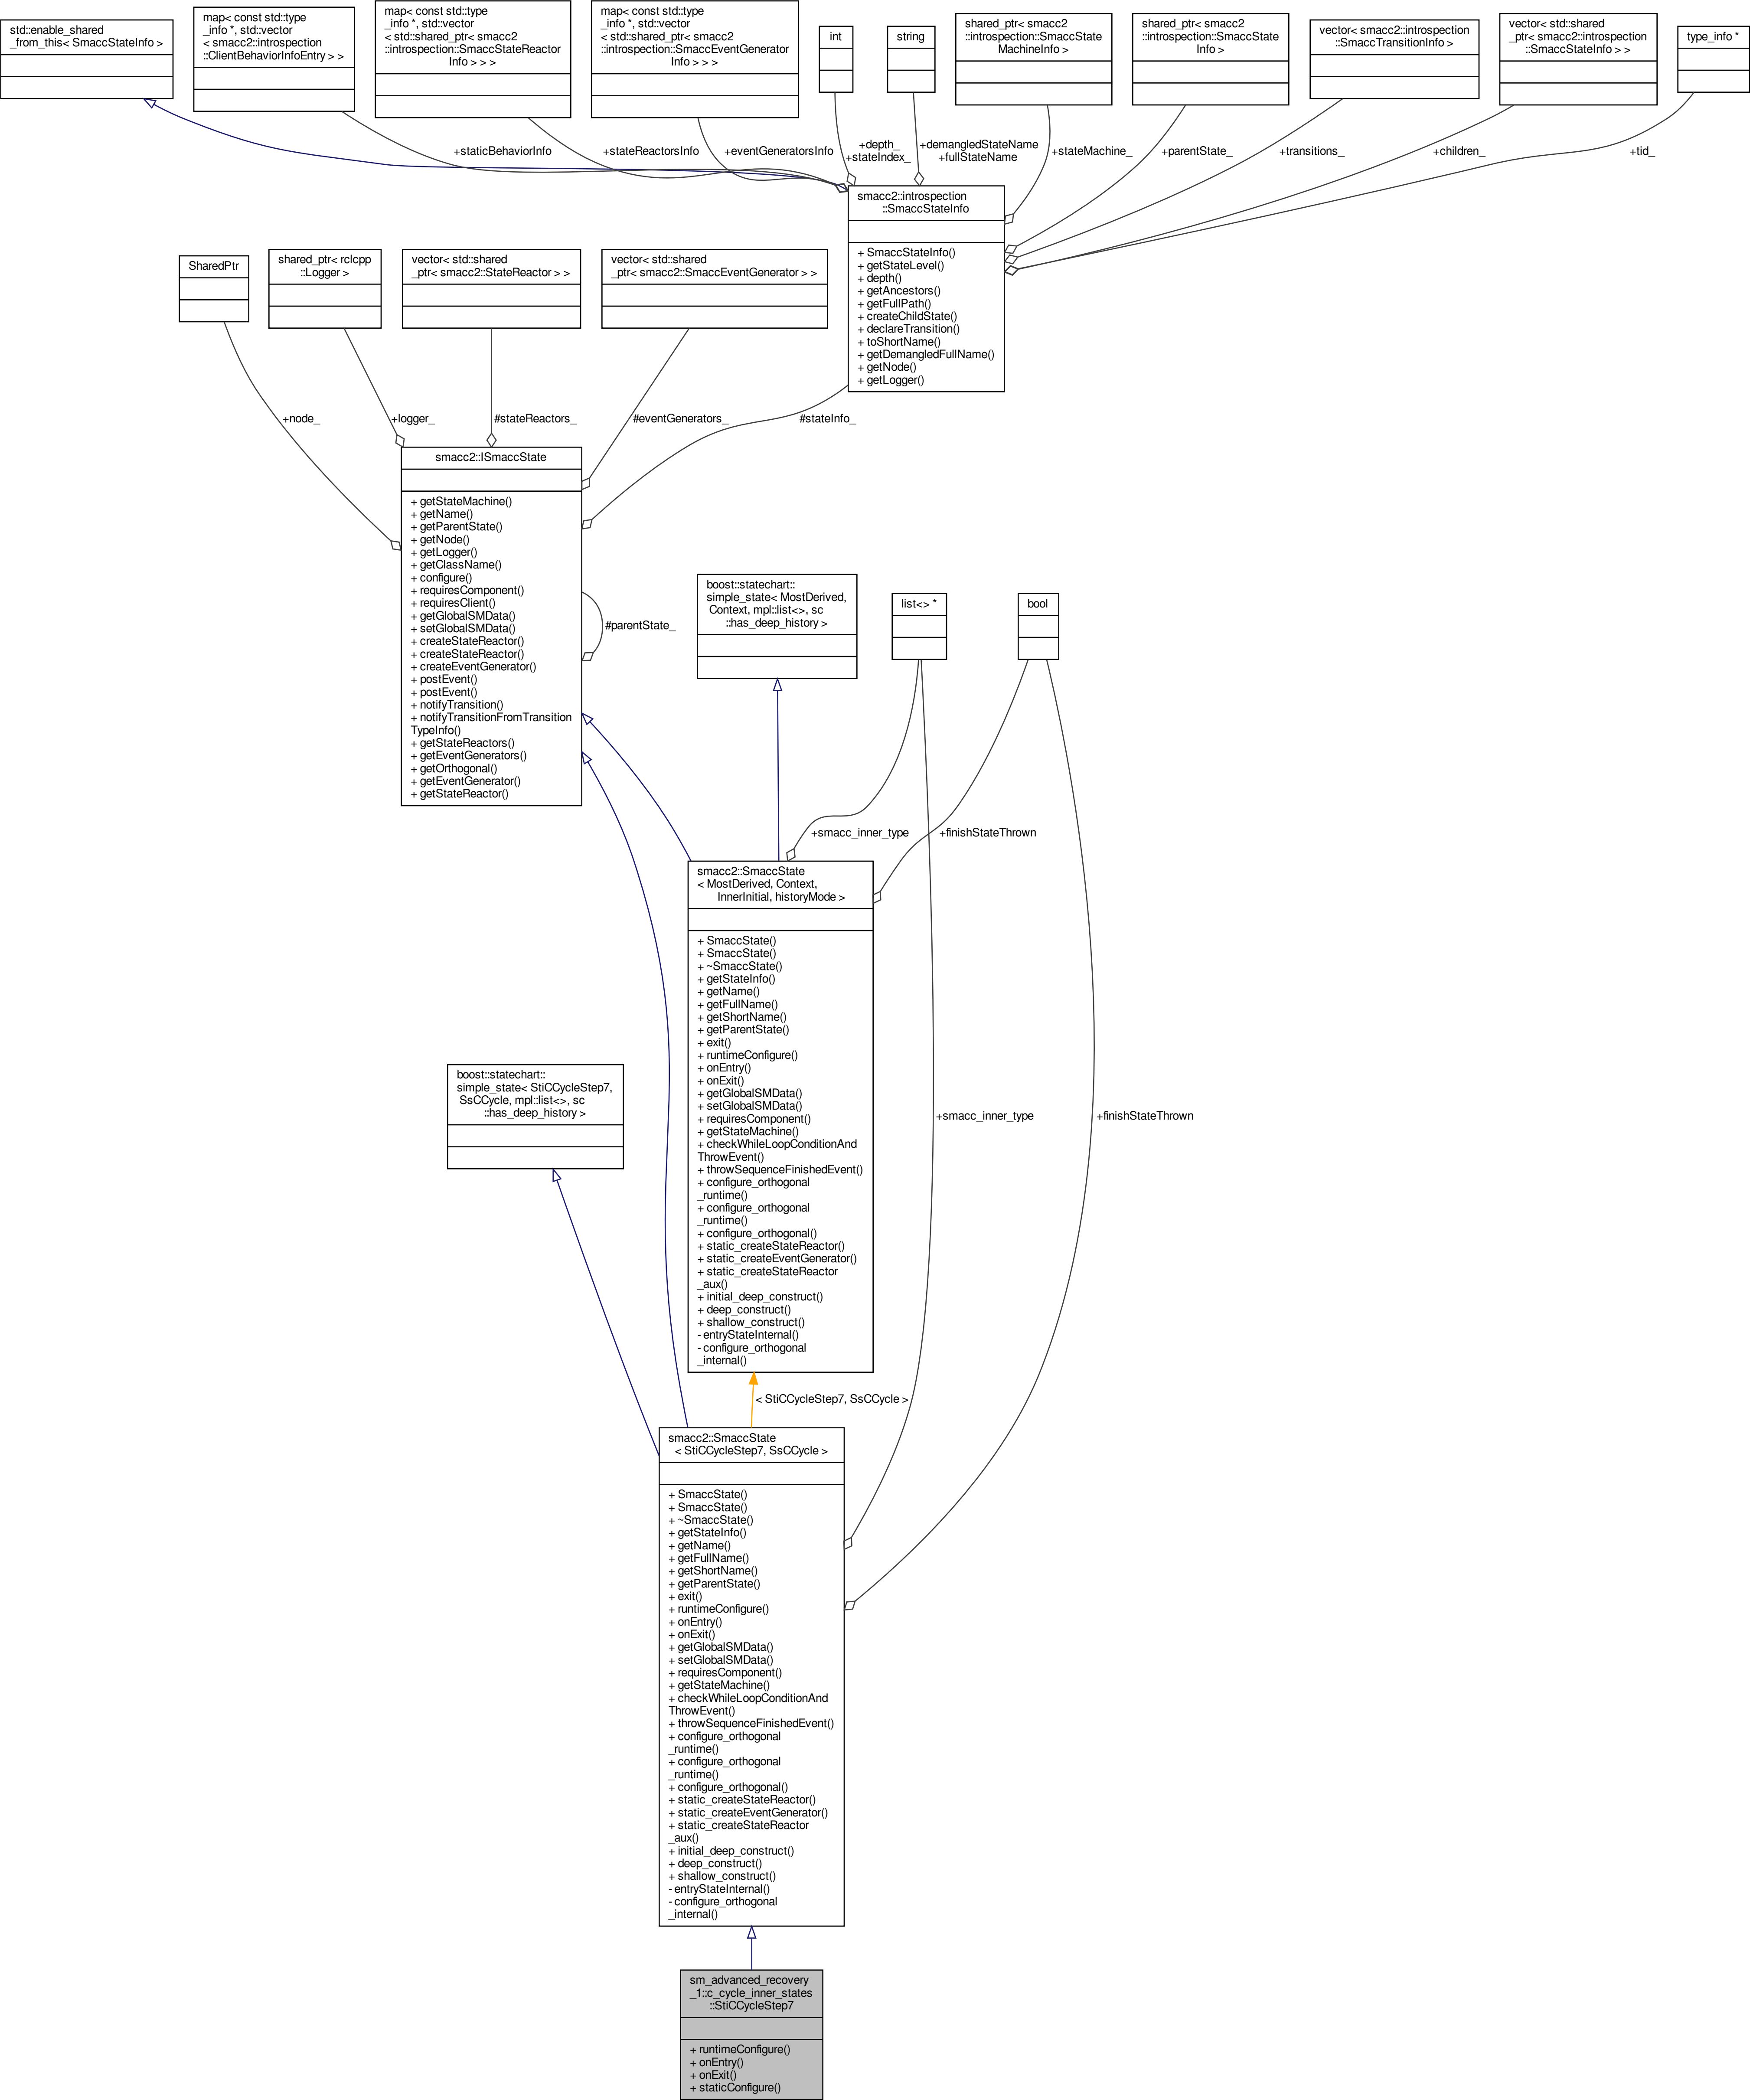 std::enable_shared
_from_this< SmaccStateInfo >
map< const std::type
_info *, std::vector
< smacc2::introspection
::ClientBehaviorInfoEntry > >
map< const std::type
_info *, std::vector
< std::shared_ptr< smacc2
::introspection::SmaccStateReactor
Info > > >
map< const std::type
_info *, std::vector
< std::shared_ptr< smacc2
::introspection::SmaccEventGenerator
Info > > >
int
string
shared_ptr< smacc2
::introspection::SmaccState
MachineInfo >
shared_ptr< smacc2
::introspection::SmaccState
Info >
vector< smacc2::introspection
::SmaccTransitionInfo >
vector< std::shared
_ptr< smacc2::introspection
::SmaccStateInfo > >
type_info *
+staticBehaviorInfo
+stateReactorsInfo
+eventGeneratorsInfo
+depth_
+stateIndex_
+demangledStateName
+fullStateName
+stateMachine_
+parentState_
+transitions_
+children_
+tid_
smacc2::introspection
::SmaccStateInfo
+ SmaccStateInfo()
+ getStateLevel()
+ depth()
+ getAncestors()
+ getFullPath()
+ createChildState()
+ declareTransition()
+ toShortName()
+ getDemangledFullName()
+ getNode()
+ getLogger()
SharedPtr
shared_ptr< rclcpp
::Logger >
vector< std::shared
_ptr< smacc2::StateReactor > >
vector< std::shared
_ptr< smacc2::SmaccEventGenerator > >
+node_
+logger_
#stateReactors_
#eventGenerators_
#stateInfo_
smacc2::ISmaccState
+ getStateMachine()
+ getName()
+ getParentState()
+ getNode()
+ getLogger()
+ getClassName()
+ configure()
+ requiresComponent()
+ requiresClient()
+ getGlobalSMData()
+ setGlobalSMData()
+ createStateReactor()
+ createStateReactor()
+ createEventGenerator()
+ postEvent()
+ postEvent()
+ notifyTransition()
+ notifyTransitionFromTransition
TypeInfo()
+ getStateReactors()
+ getEventGenerators()
+ getOrthogonal()
+ getEventGenerator()
+ getStateReactor()
#parentState_
boost::statechart::
simple_state< MostDerived,
Context, mpl::list<>, sc
::has_deep_history >
list<> *
bool
+smacc_inner_type
+finishStateThrown
smacc2::SmaccState
< MostDerived, Context,
InnerInitial, historyMode >
+ SmaccState()
+ SmaccState()
+ ~SmaccState()
+ getStateInfo()
+ getName()
+ getFullName()
+ getShortName()
+ getParentState()
+ exit()
+ runtimeConfigure()
+ onEntry()
+ onExit()
+ getGlobalSMData()
+ setGlobalSMData()
+ requiresComponent()
+ getStateMachine()
+ checkWhileLoopConditionAnd
ThrowEvent()
+ throwSequenceFinishedEvent()
+ configure_orthogonal
_runtime()
+ configure_orthogonal
_runtime()
+ configure_orthogonal()
+ static_createStateReactor()
+ static_createEventGenerator()
+ static_createStateReactor
_aux()
+ initial_deep_construct()
+ deep_construct()
+ shallow_construct()
- entryStateInternal()
- configure_orthogonal
_internal()
boost::statechart::
simple_state< StiCCycleStep7,
SsCCycle, mpl::list<>, sc
::has_deep_history >
+smacc_inner_type
+finishStateThrown
< StiCCycleStep7, SsCCycle >
smacc2::SmaccState
< StiCCycleStep7, SsCCycle >
+ SmaccState()
+ SmaccState()
+ ~SmaccState()
+ getStateInfo()
+ getName()
+ getFullName()
+ getShortName()
+ getParentState()
+ exit()
+ runtimeConfigure()
+ onEntry()
+ onExit()
+ getGlobalSMData()
+ setGlobalSMData()
+ requiresComponent()
+ getStateMachine()
+ checkWhileLoopConditionAnd
ThrowEvent()
+ throwSequenceFinishedEvent()
+ configure_orthogonal
_runtime()
+ configure_orthogonal
_runtime()
+ configure_orthogonal()
+ static_createStateReactor()
+ static_createEventGenerator()
+ static_createStateReactor
_aux()
+ initial_deep_construct()
+ deep_construct()
+ shallow_construct()
- entryStateInternal()
- configure_orthogonal
_internal()
sm_advanced_recovery
_1::c_cycle_inner_states
::StiCCycleStep7
+ runtimeConfigure()
+ onEntry()
+ onExit()
+ staticConfigure()